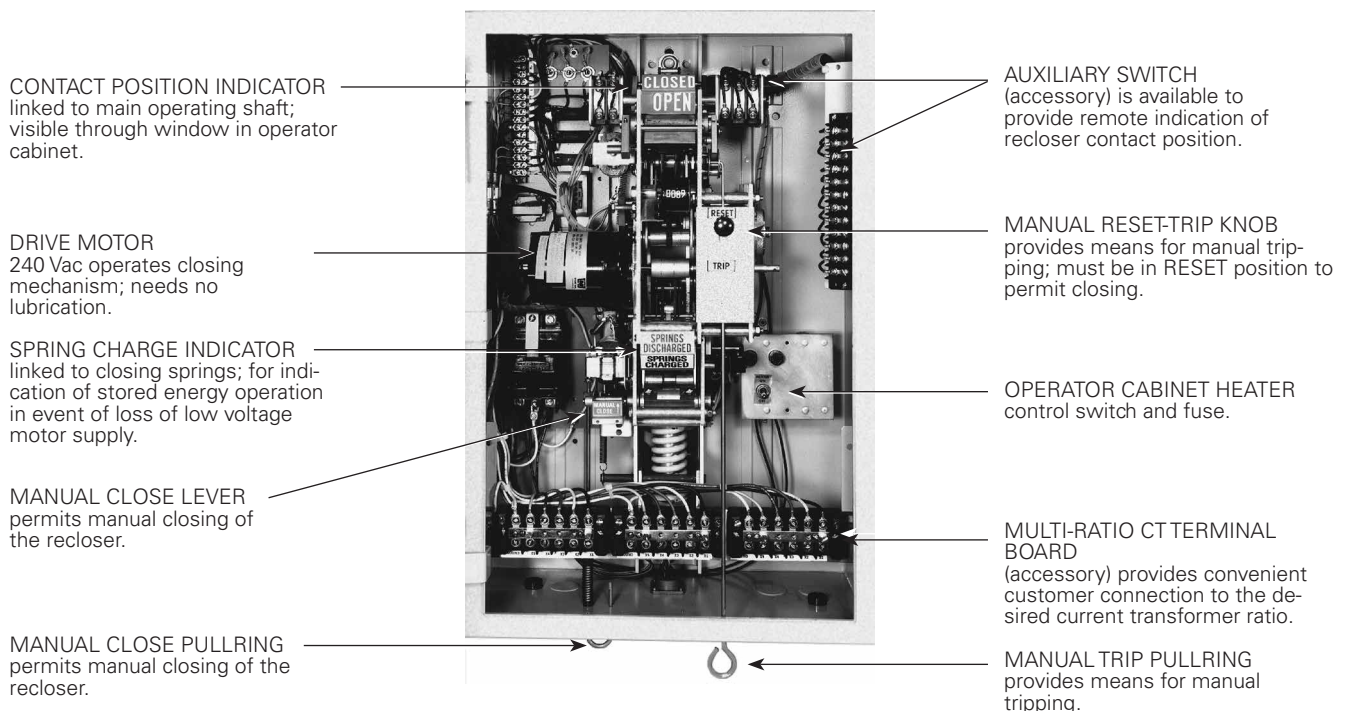 CONTACT POSITION INDICATOR
linked to main operating shaft;
visible through window in operator
cabinet.
DRIVE MOTOR
240 Vac operates closing
mechanism; needs no
lubrication.
SPRING CHARGE INDICATOR
linked to closing springs; for indi-
cation of stored energy operation
in event of loss of low voltage
motor supply.
MANUAL CLOSE LEVER
permits manual closing of
the recloser.
MANUAL CLOSE PULLRING
permits manual closing of the
recloser.
CLOSED
OPEN
RESET
TRIP
SPRINGS
DISCHARGED
SPRINGS
CHARGED
MANUAL
CLOSE
AUXILIARY SWITCH
(accessory) is available to
provide remote indication of
recloser contact position.
MANUAL RESET-TRIP KNOB
provides means for manual trip-
ping; must be in RESET position to
permit closing.
OPERATOR CABINET HEATER
control switch and fuse.
MULTI-RATIO CT TERMINAL
BOARD
(accessory) provides convenient
customer connection to the de-
sired current transformer ratio.
MANUAL TRIP PULLRING
provides means for manual
tripping.